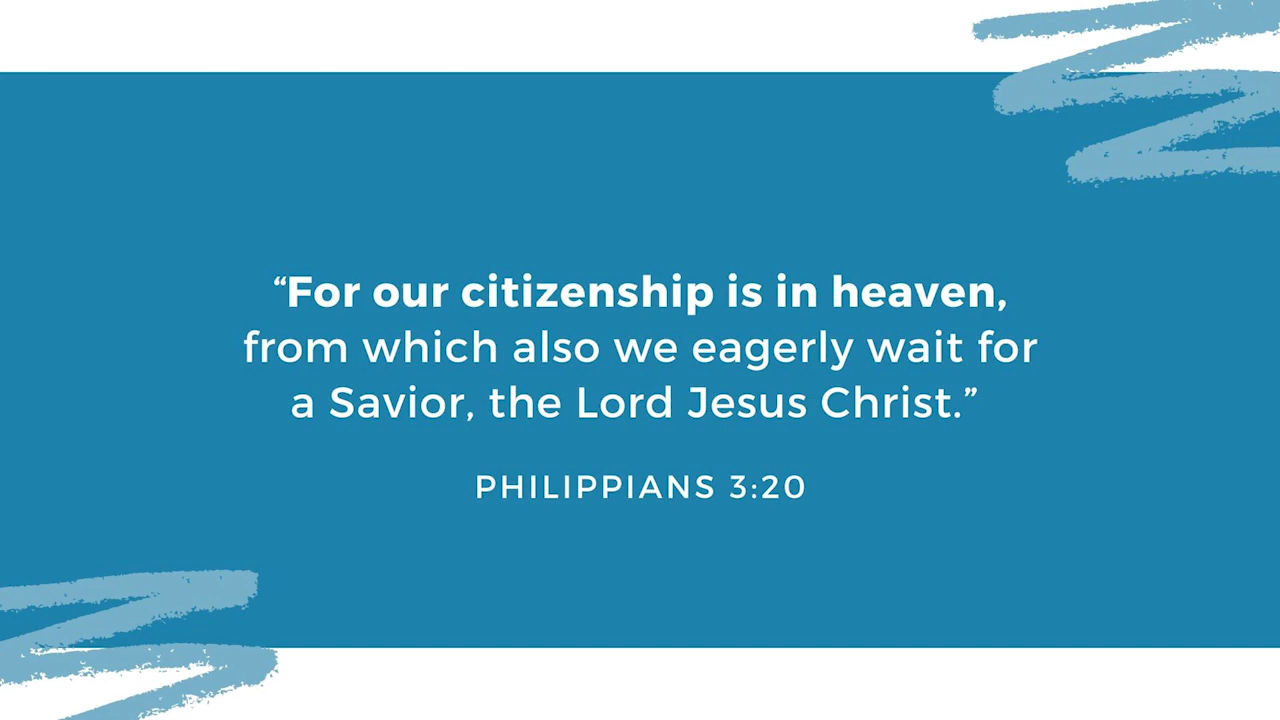 “For our citizenship is in heaven,
from which also we eagerly wait for
a Savior, the Lord Jesus Christ.”
PHILIPPIANS 3:20